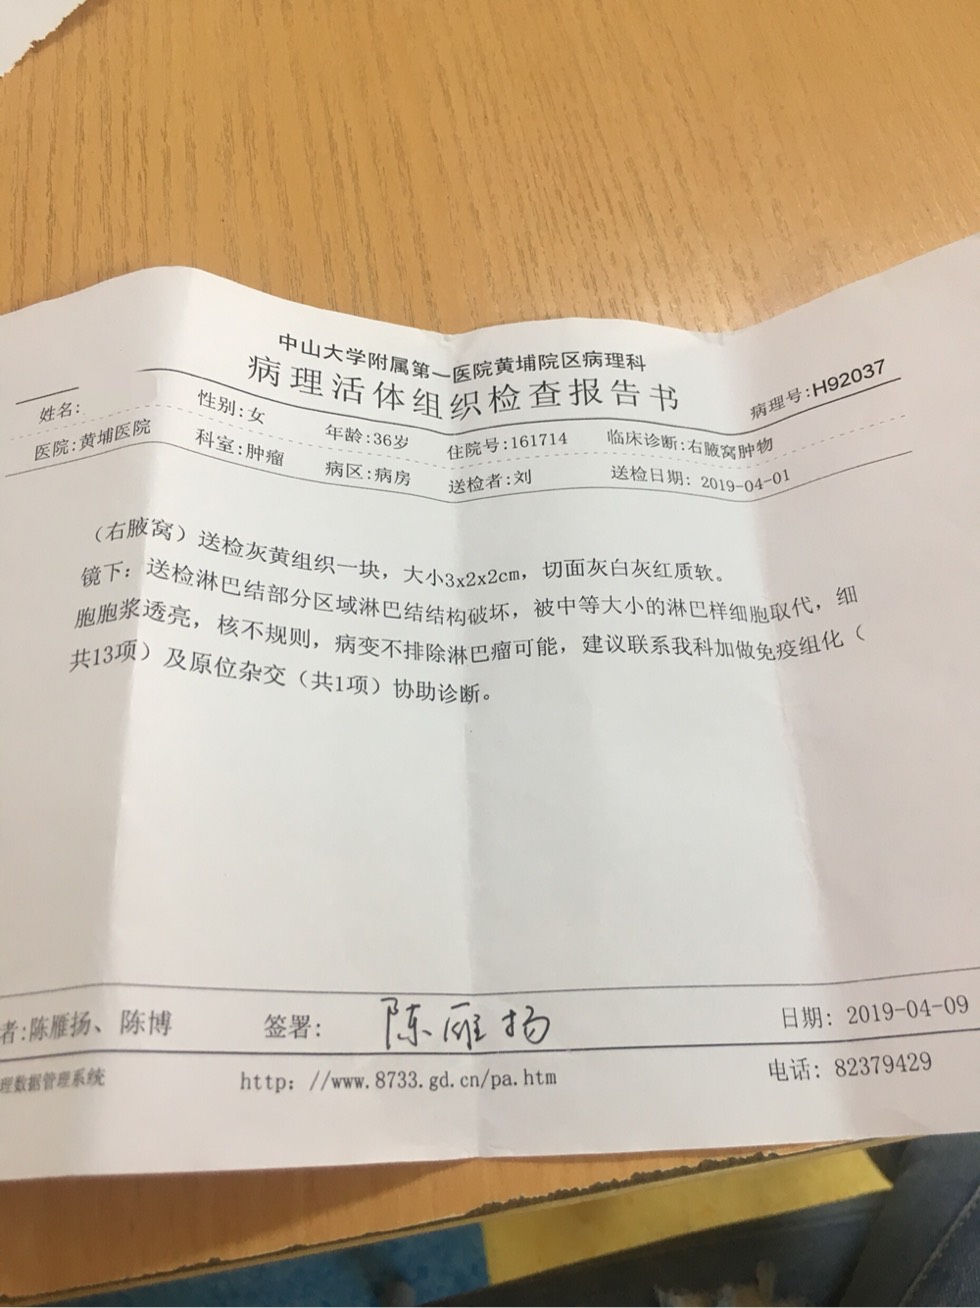 中山大学附属第一医院黄埔院区病理科
病理活体组织检查报告书
病理号:H92037
姓名: 性别:女 年龄:36岁 住院号:161714 临床诊断:右腋窝肿物
医院:黄埔医院 科室:肿瘤 病区:病房 送检者:刘 送检日期: 2019-04-01
（右腋窝）送检灰黄组织一块，大小3x2x2cm，切面灰白灰红质软。
镜下：送检淋巴结部分区域淋巴结结构破坏，被中等大小的淋巴样细胞取代，细
胞胞浆透亮，核不规则，病变不排除淋巴瘤可能，建议联系我科加做免疫组化（
共13项）及原位杂交（共1项）协助诊断。
者:陈雁扬、陈博 签署: 陈雁扬 日期: 2019-04-09
理数据管理系统 http: //www.8733.gd.cn/pa.htm 电话: 82379429